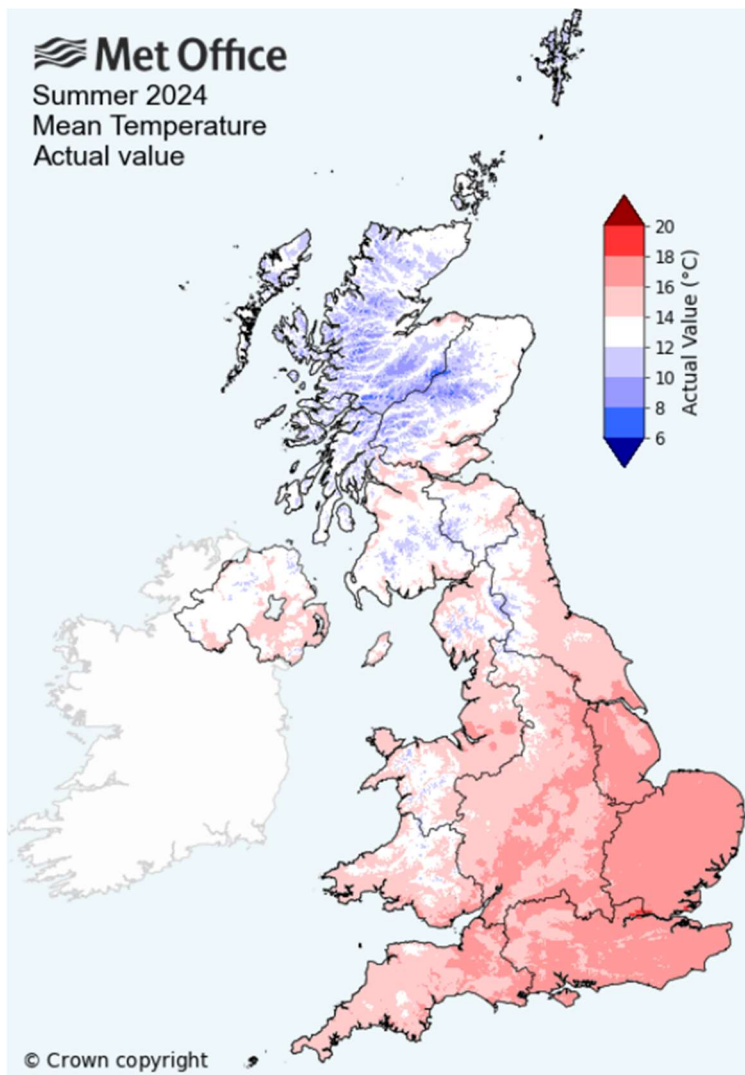 Met Office
Summer 2024
Mean Temperature
Actual value
20
18
16
14
12
10
8
6
Actual Value (°C)
© Crown copyright